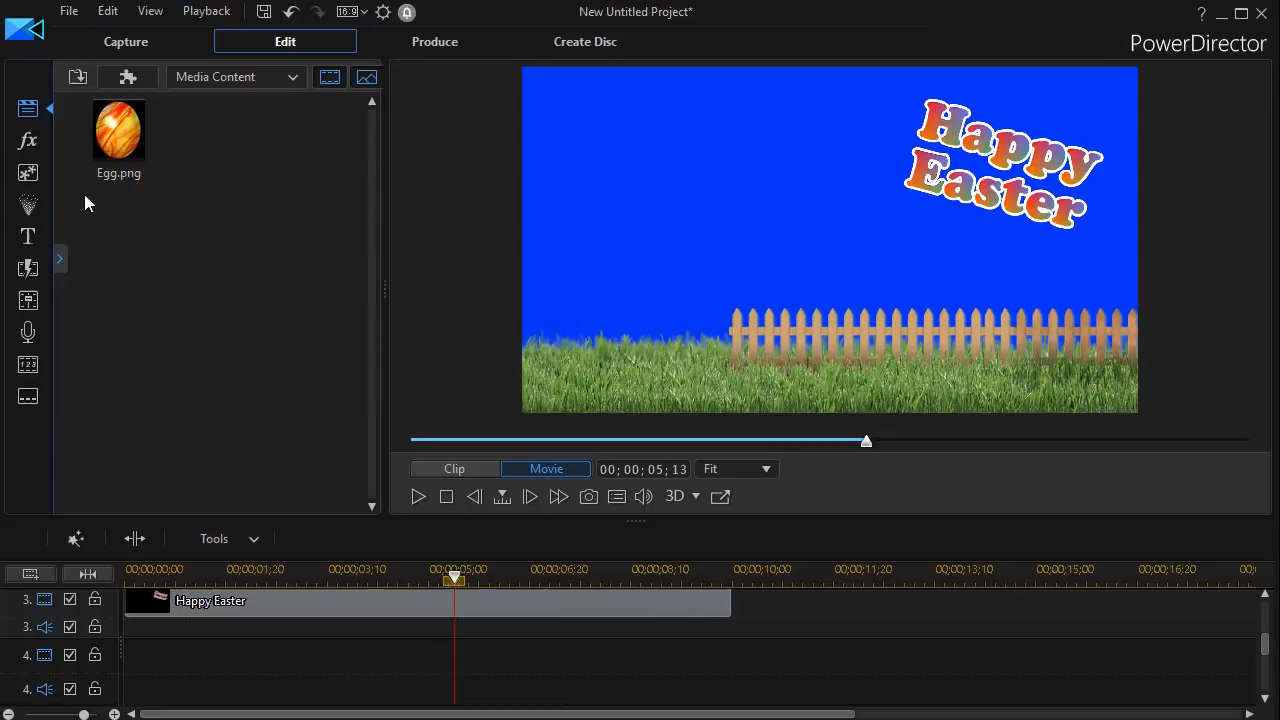 File Edit View Playback 16:9 New Untitled Project* ?
Capture Edit Produce Create Disc PowerDirector
Media Content
Egg.png
fx
T
Happy
Easter
Clip Movie 00; 00; 05; 13 Fit
3D
Tools
00;00;00;00 00;00;01;20 00;00;03;10 00;00;05;00 00;00;06;20 00;00;08;10 00;00;10;00 00;00;11;20 00;00;13;10 00;00;15;00 00;00;16;20
3. Happy Easter
3.
4.
4.